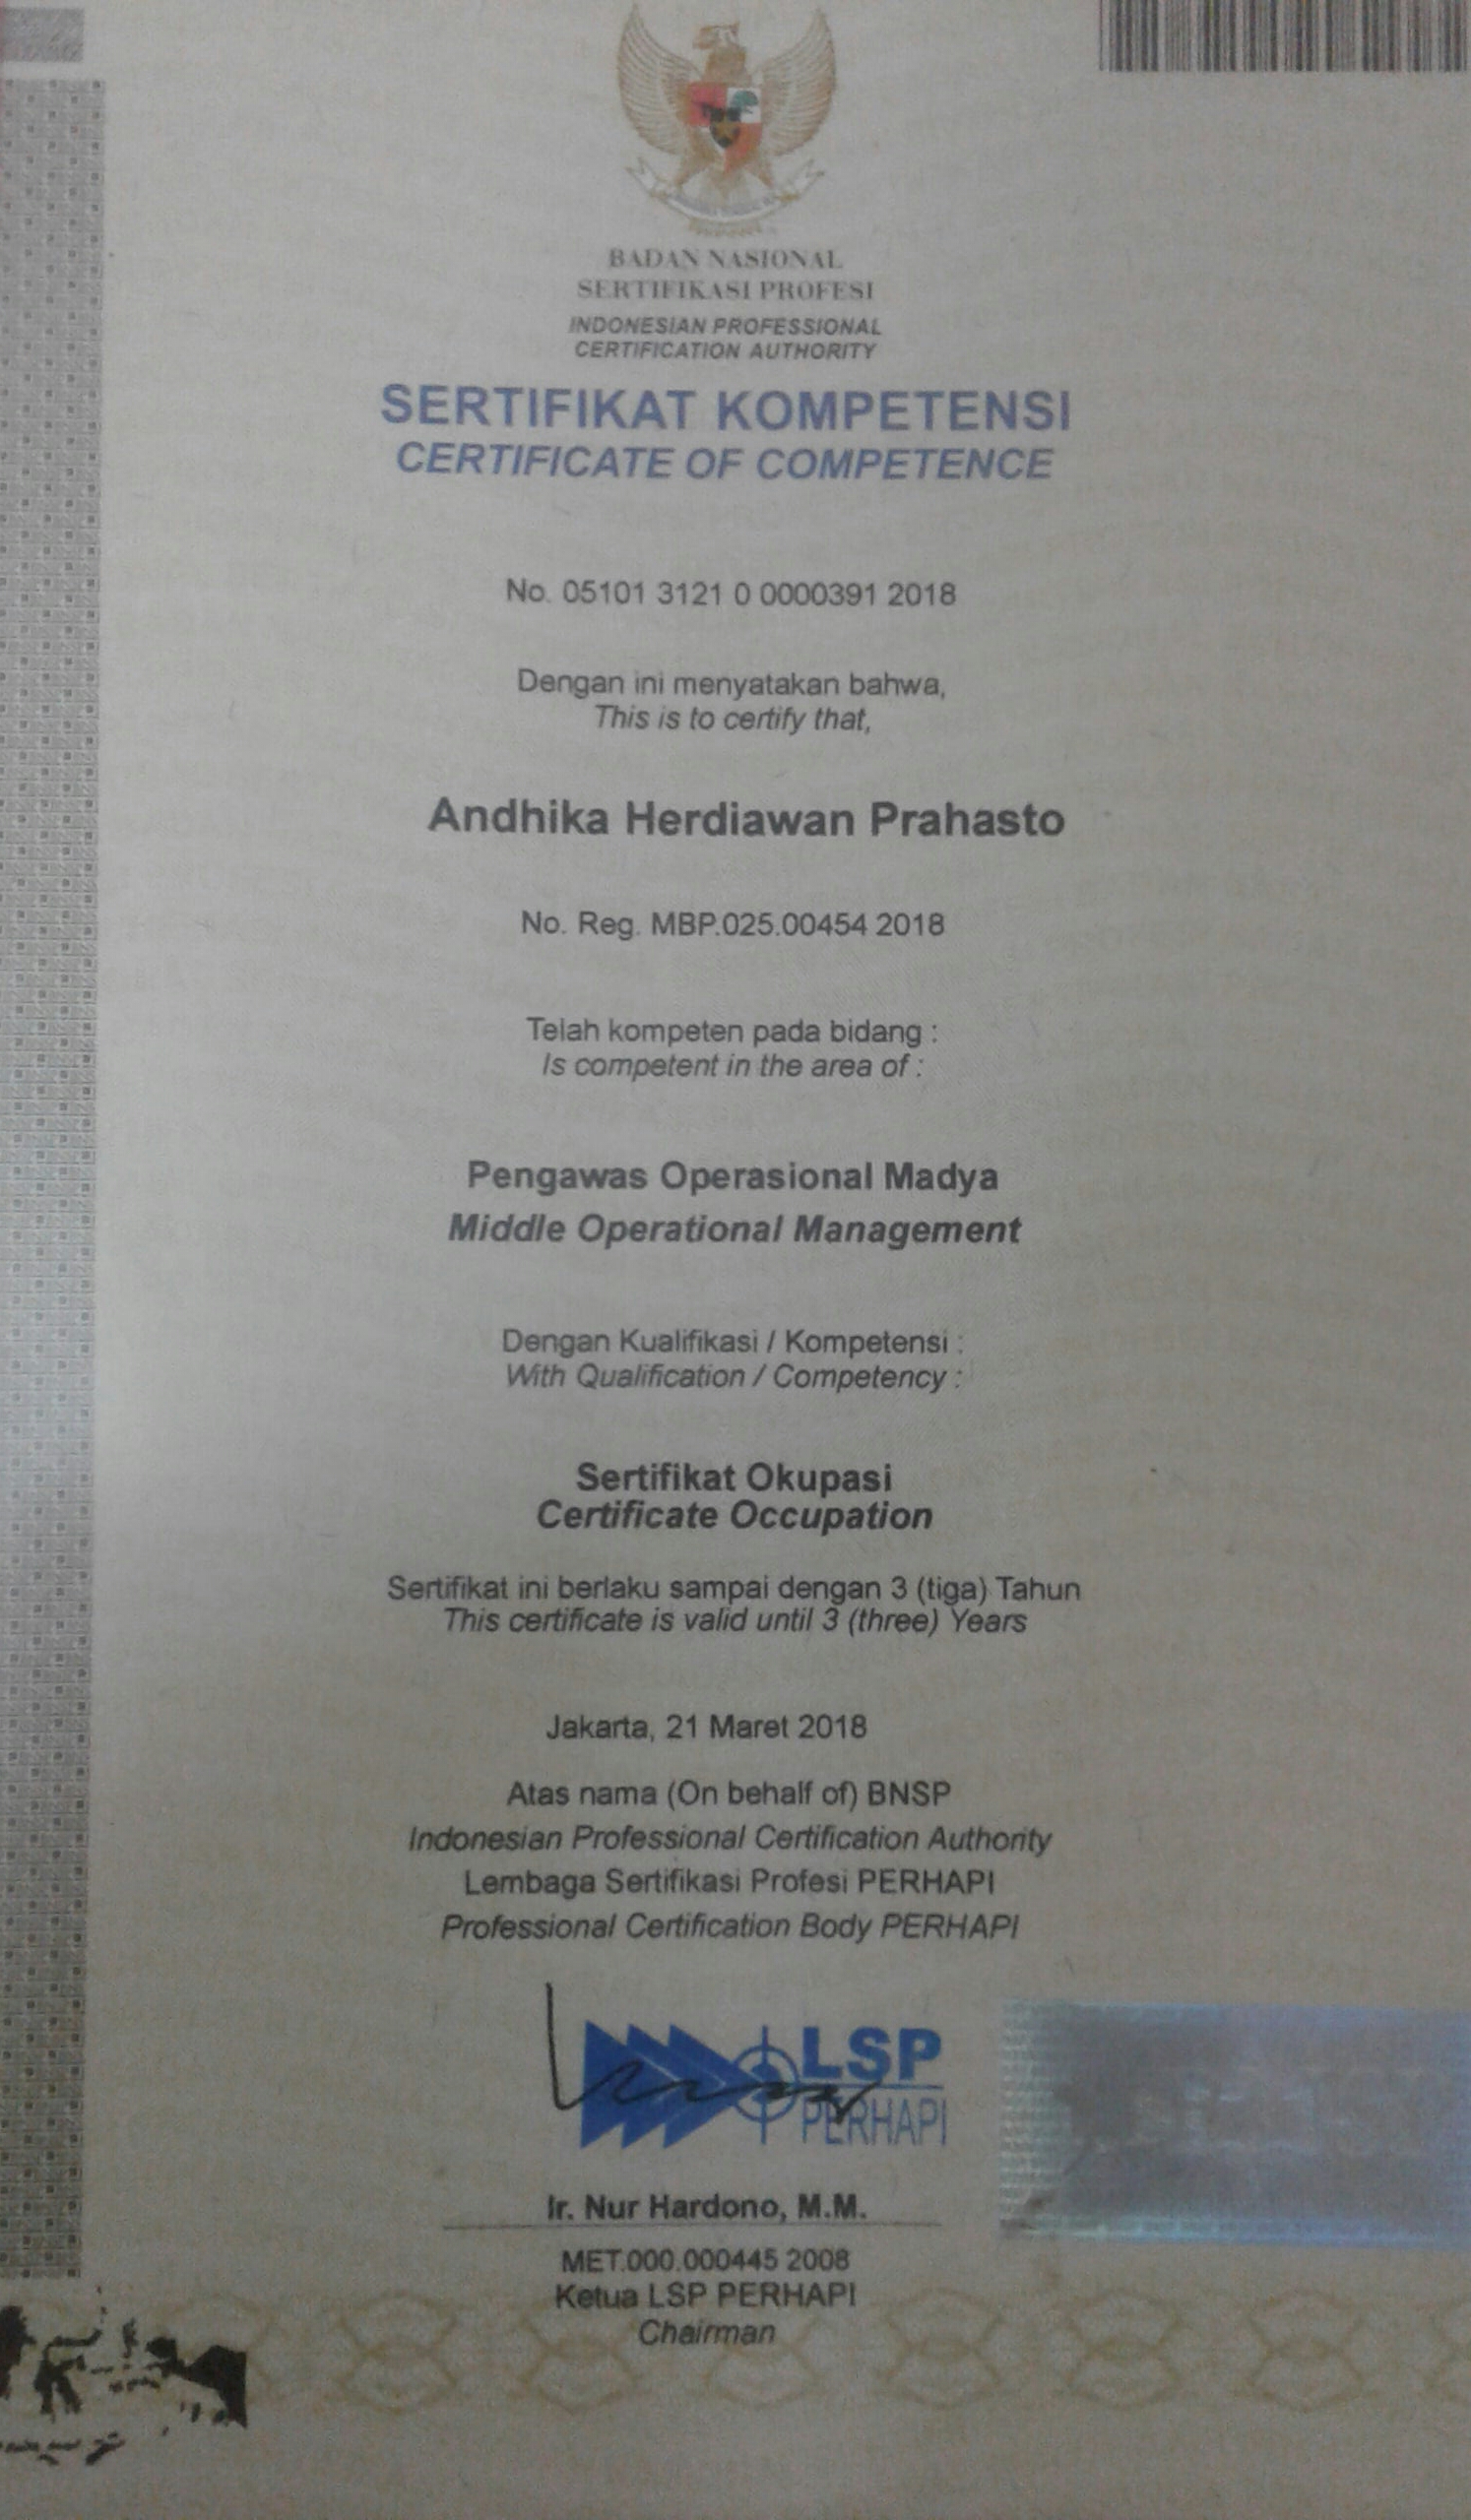 BADAN NASIONAL
SERTIFIKASI PROFESI
INDONESIAN PROFESSIONAL
CERTIFICATION AUTHORITY
SERTIFIKAT KOMPETENSI
CERTIFICATE OF COMPETENCE
No. 05101 3121 0 0000391 2018
Dengan ini menyatakan bahwa,
This is to certify that,
Andhika Herdiawan Prahasto
No. Reg. MBP.025.00454 2018
Telah kompeten pada bidang :
Is competent in the area of :
Pengawas Operasional Madya
Middle Operational Management
Dengan Kualifikasi / Kompetensi :
With Qualification / Competency :
Sertifikat Okupasi
Certificate Occupation
Sertifikat ini berlaku sampai dengan 3 (tiga) Tahun
This certificate is valid until 3 (three) Years
Jakarta, 21 Maret 2018
Atas nama (On behalf of) BNSP
Indonesian Professional Certification Authority
Lembaga Sertifikasi Profesi PERHAPI
Professional Certification Body PERHAPI
LSP
PERHAPI
Ir. Nur Hardono, M.M.
MET.000.000445 2008
Ketua LSP PERHAPI
Chairman